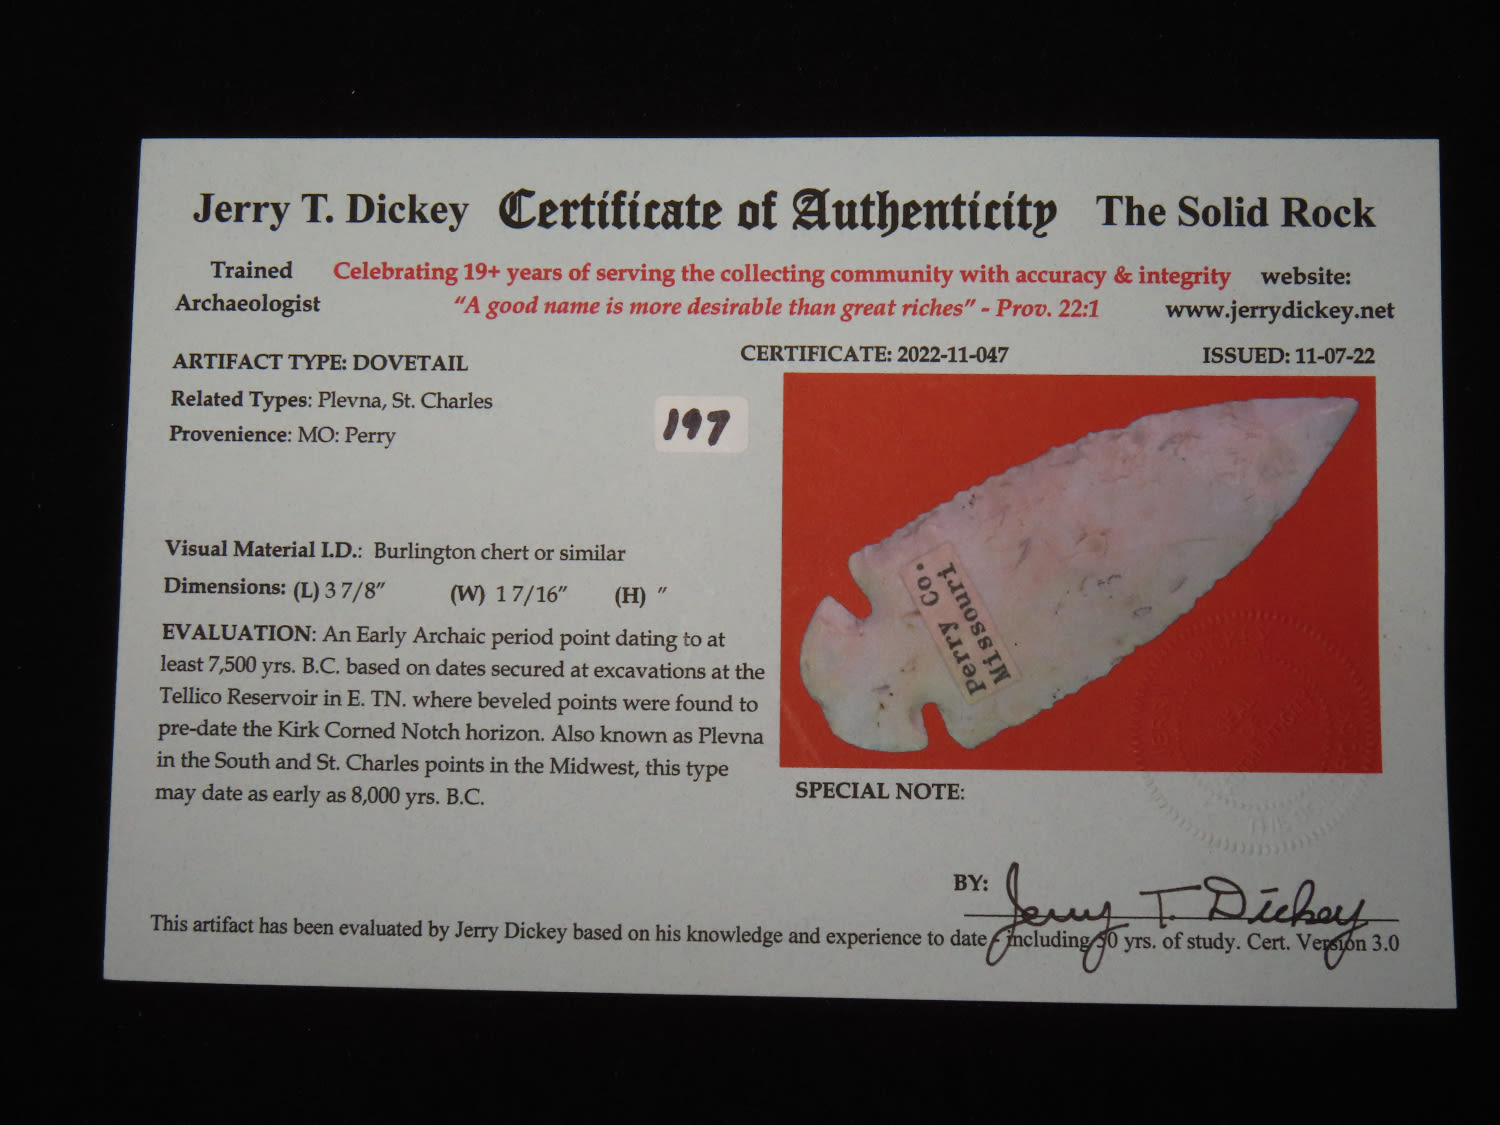 Jerry T. Dickey Certificate of Authenticity The Solid Rock
Trained Archaeologist
Celebrating 19+ years of serving the collecting community with accuracy & integrity
"A good name is more desirable than great riches" - Prov. 22:1
website:
www.jerrydickey.net
ARTIFACT TYPE: DOVETAIL
CERTIFICATE: 2022-11-047
ISSUED: 11-07-22
Related Types: Plevna, St. Charles
Provenience: MO: Perry
197
Visual Material I.D.: Burlington chert or similar
Dimensions: (L) 3 7/8" (W) 1 7/16" (H) "
EVALUATION: An Early Archaic period point dating to at
least 7,500 yrs. B.C. based on dates secured at excavations at the
Tellico Reservoir in E. TN. where beveled points were found to
pre-date the Kirk Corned Notch horizon. Also known as Plevna
in the South and St. Charles points in the Midwest, this type
may date as early as 8,000 yrs. B.C.
Perry Co.
Missouri
SPECIAL NOTE:
BY: Jerry T. Dickey
This artifact has been evaluated by Jerry Dickey based on his knowledge and experience to date - including 50 yrs. of study. Cert. Version 3.0